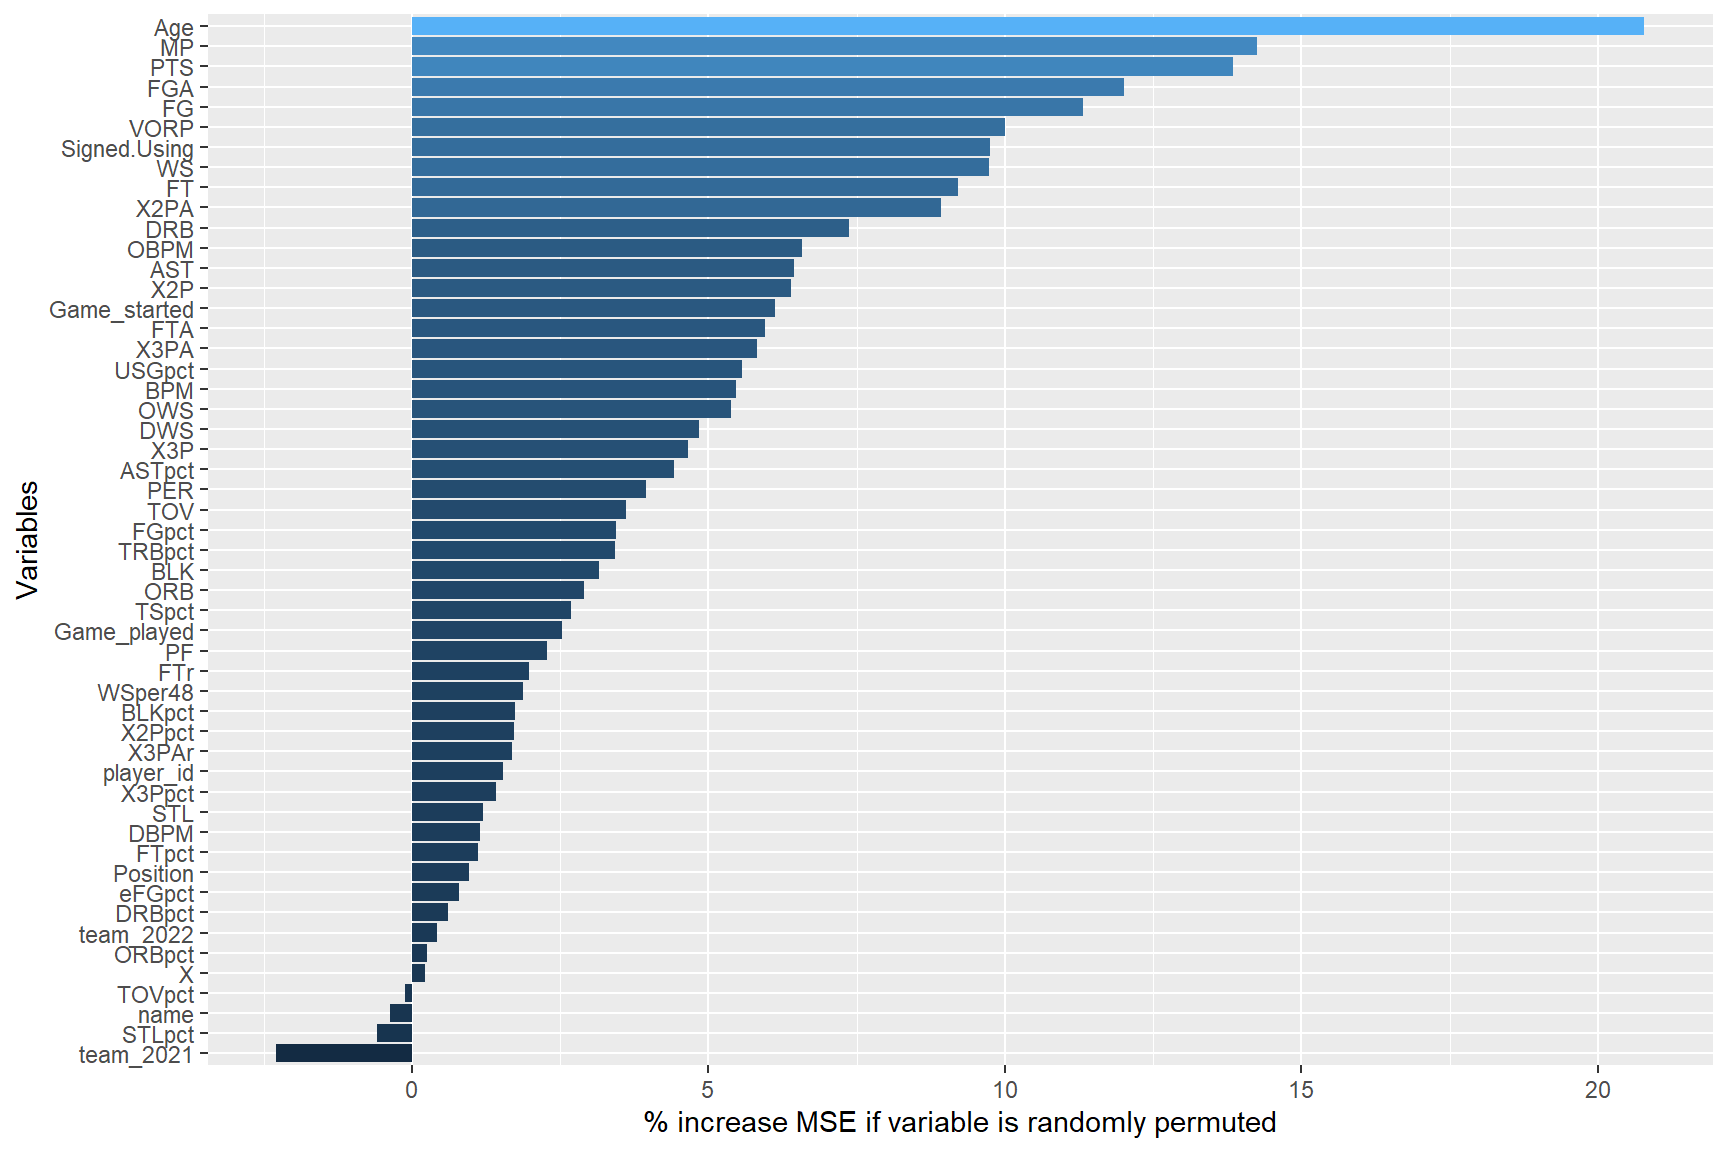 Age
MP
PTS
FGA
FG
VORP
Signed.Using
WS
FT
X2PA
DRB
OBPM
AST
X2P
Game_started
FTA
X3PA
USGpct
BPM
OWS
DWS
X3P
ASTpct
PER
TOV
FGpct
TRBpct
BLK
ORB
TSpct
Game_played
PF
FTr
WSper48
BLKpct
X2Ppct
X3PAr
player_id
X3Ppct
STL
DBPM
FTpct
Position
eFGpct
DRBpct
team_2022
ORBpct
X
TOVpct
name
STLpct
team_2021
Variables
0 5 10 15 20
% increase MSE if variable is randomly permuted